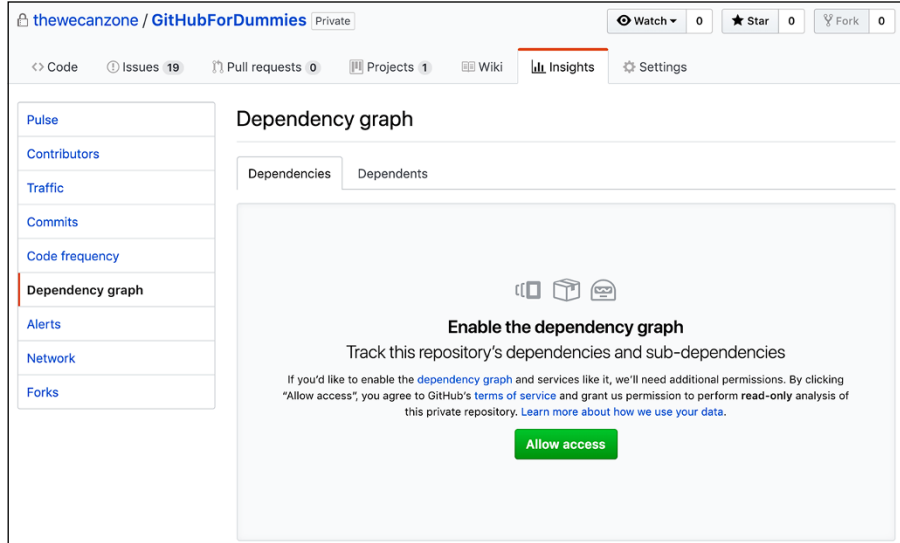 thewecanzone / GitHubForDummies Private
Watch 0 Star 0 Fork 0
Code Issues 19 Pull requests 0 Projects 1 Wiki Insights Settings
Pulse
Contributors
Traffic
Commits
Code frequency
Dependency graph
Alerts
Network
Forks
Dependency graph
Dependencies Dependents
Enable the dependency graph
Track this repository's dependencies and sub-dependencies
If you'd like to enable the dependency graph and services like it, we'll need additional permissions. By clicking
“Allow access”, you agree to GitHub's terms of service and grant us permission to perform read-only analysis of
this private repository. Learn more about how we use your data.
Allow access